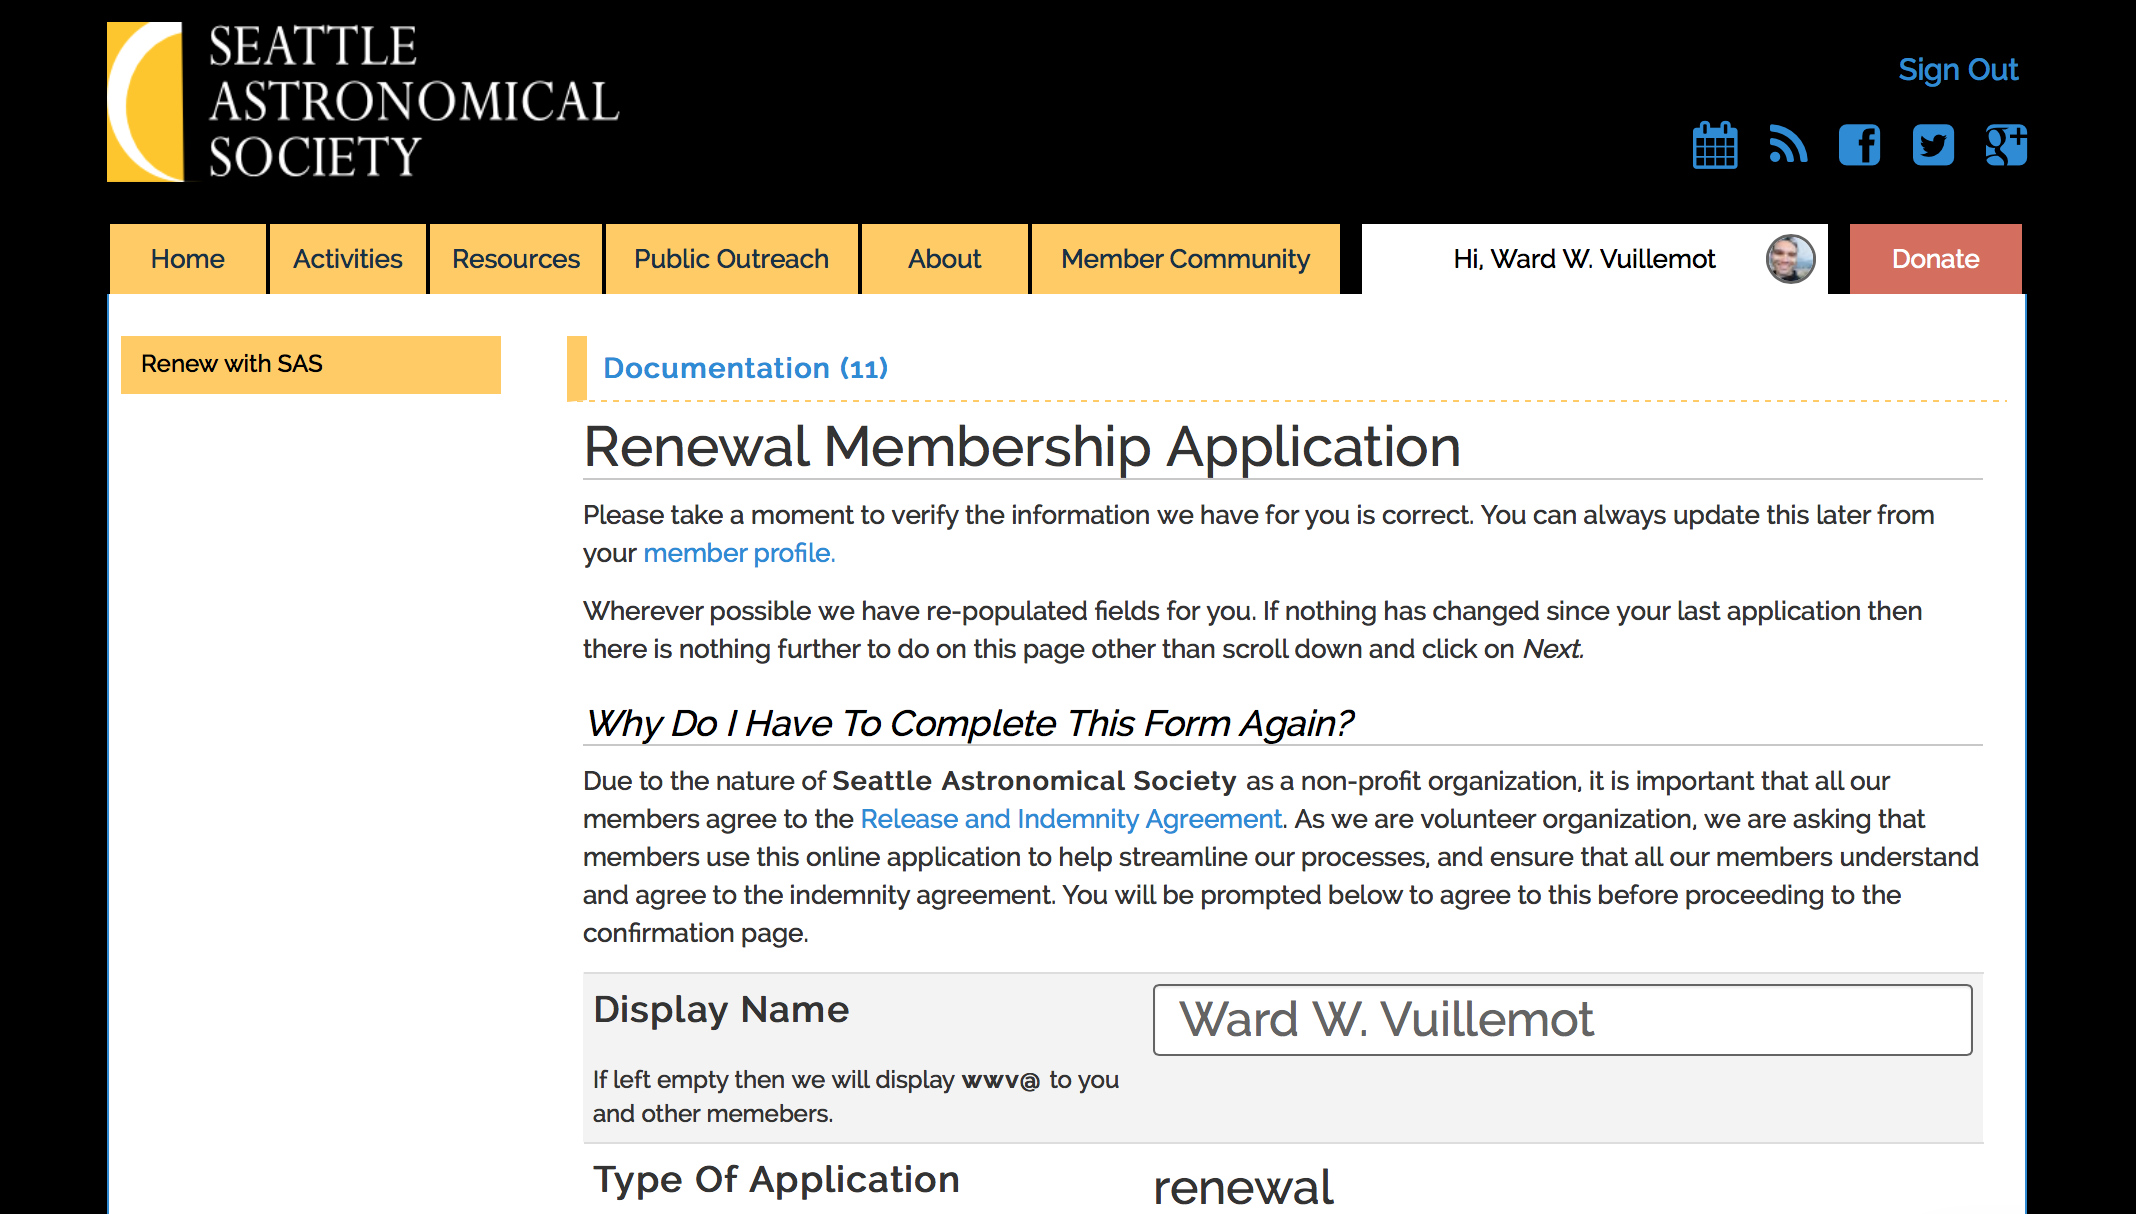 SEATTLE
ASTRONOMICAL
SOCIETY
Sign Out
Home
Activities
Resources
Public Outreach
About
Member Community
Hi, Ward W. Vuillemot
Donate
Renew with SAS
Documentation (11)
Renewal Membership Application
Please take a moment to verify the information we have for you is correct. You can always update this later from
your member profile.
Wherever possible we have re-populated fields for you. If nothing has changed since your last application then
there is nothing further to do on this page other than scroll down and click on Next.
Why Do I Have To Complete This Form Again?
Due to the nature of Seattle Astronomical Society as a non-profit organization, it is important that all our
members agree to the Release and Indemnity Agreement. As we are volunteer organization, we are asking that
members use this online application to help streamline our processes, and ensure that all our members understand
and agree to the indemnity agreement. You will be prompted below to agree to this before proceeding to the
confirmation page.
Display Name
Ward W. Vuillemot
If left empty then we will display wwv@ to you
and other memebers.
Type Of Application
renewal